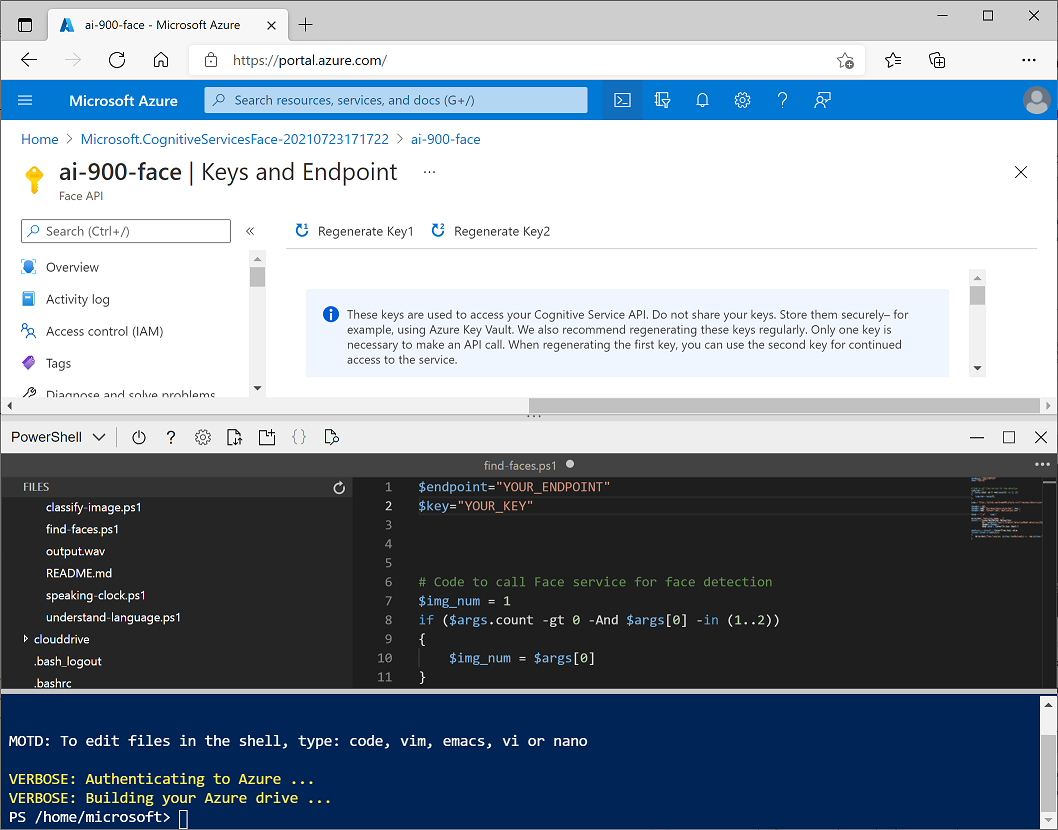 ai-900-face - Microsoft Azure
https://portal.azure.com/
Microsoft Azure
Search resources, services, and docs (G+/)
Home > Microsoft.CognitiveServicesFace-20210723171722 > ai-900-face
ai-900-face | Keys and Endpoint ...
Face API
Search (Ctrl+/)
«
Regenerate Key1
Regenerate Key2
Overview
Activity log
Access control (IAM)
Tags
Diagnose and solve problems
These keys are used to access your Cognitive Service API. Do not share your keys. Store them securely– for
example, using Azure Key Vault. We also recommend regenerating these keys regularly. Only one key is
necessary to make an API call. When regenerating the first key, you can use the second key for continued
access to the service.
PowerShell
find-faces.ps1
FILES
classify-image.ps1
find-faces.ps1
output.wav
README.md
speaking-clock.ps1
understand-language.ps1
clouddrive
.bash_logout
.bashrc
1 $endpoint="YOUR_ENDPOINT"
2 $key="YOUR_KEY"
3
4
5
6 # Code to call Face service for face detection
7 $img_num = 1
8 if ($args.count -gt 0 -And $args[0] -in (1..2))
9 {
10 $img_num = $args[0]
11 }
MOTD: To edit files in the shell, type: code, vim, emacs, vi or nano
VERBOSE: Authenticating to Azure ...
VERBOSE: Building your Azure drive ...
PS /home/microsoft>